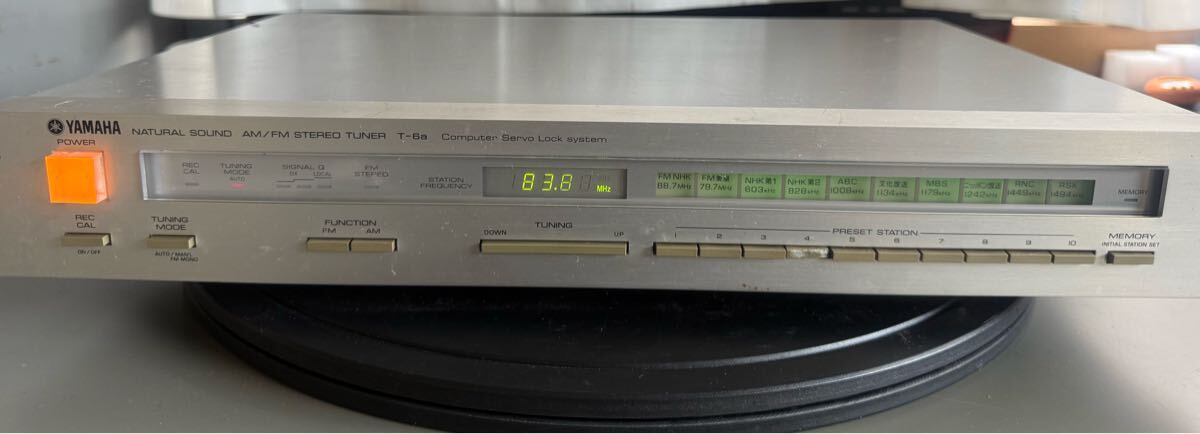 YAMAHA NATURAL SOUND AM/FM STEREO TUNER T-6a Computer Servo Lock system
POWER
REC CAL
TUNING MODE
AUTO
SIGNAL Q
DX LOCAL
FM STEREO
STATION FREQUENCY
83.8 MHz
FM NHK 88.7MHz
NHK第1 603kHz
NHK第2 828kHz
ABC 1008kHz
文化放送 1134kHz
MBS 1179kHz
ニッポン放送 1242kHz
RNC 1449kHz
RSK 1494kHz
MEMORY
REC CAL
ON/OFF
TUNING MODE
AUTO/MAN'L FM MONO
FUNCTION
FM AM
TUNING
DOWN UP
PRESET STATION
1 2 3 4 5 6 7 8 9 10
MEMORY
INITIAL STATION SET